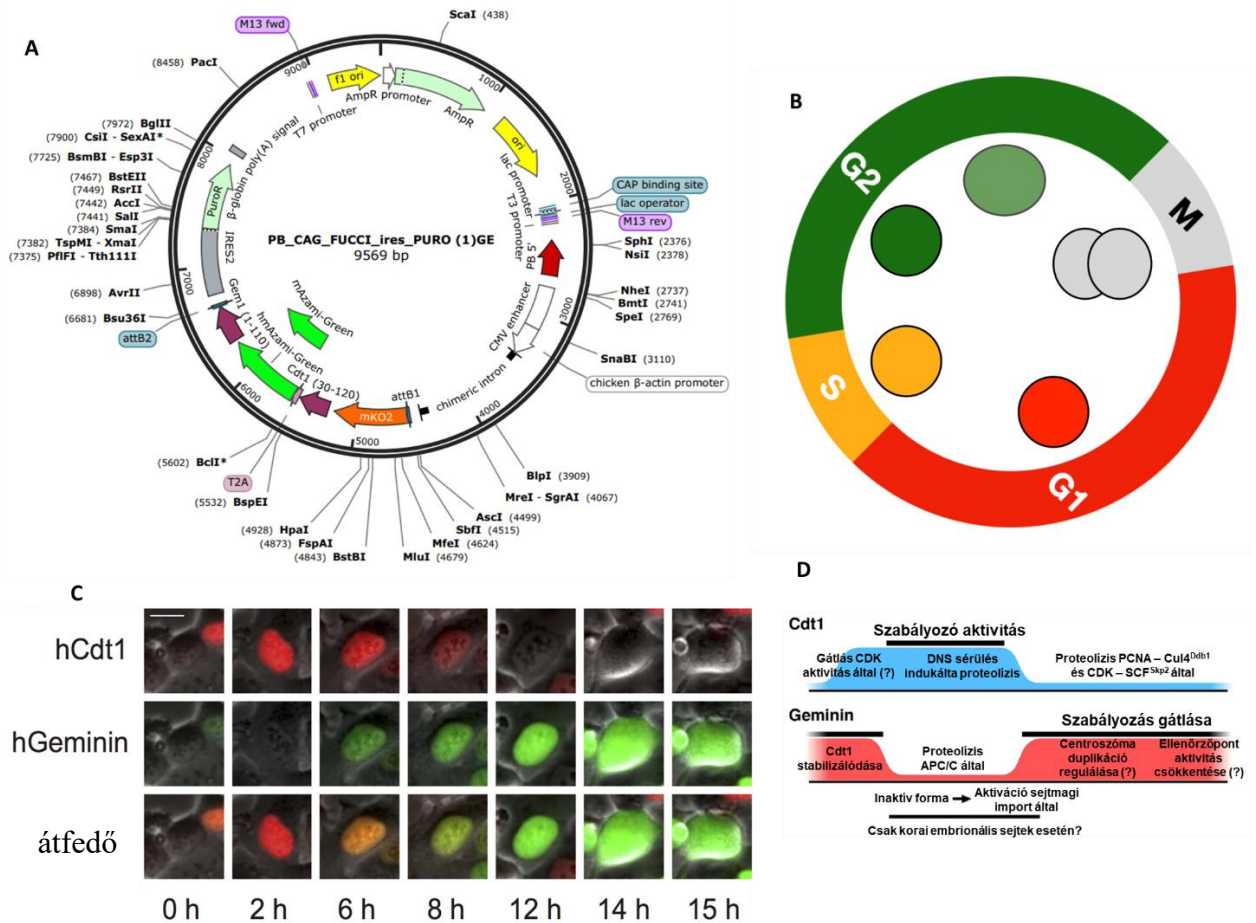 A
M13 fwd
ScaI (438)
(8458) PacI
9000
f1 ori
AmpR promoter
AmpR
1000
T7 promoter
ori
(7972) BglII
(7900) CsiI - SexAI*
(7725) BsmBI - Esp3I
(7467) BstEII
(7449) RsrII
(7442) AccI
(7441) SalI
(7384) SmaI
(7382) TspMI - XmaI
(7375) PflFI - Tth111I
(6898) AvrII
(6681) Bsu36I
attB2
8000
β-globin poly(A) signal
PuroR
IRES2
7000
lac promoter
T3 promoter
2000
CAP binding site
lac operator
M13 rev
PB_CAG_FUCCI_ires_PURO (1)GE
9569 bp
PB 5'
SphI (2376)
NsiI (2378)
NheI (2737)
BmtI (2741)
SpeI (2769)
3000
SnaBI (3110)
CMV enhancer
chicken β-actin promoter
chimeric intron
mAzami-Green
Gem1 (1-110)
hmAzami-Green
Cdt1 (30-120)
attB1
mKO2
6000
5000
4000
(5602) BclI*
T2A
(5532) BspEI
(4928) HpaI
(4873) FspAI
(4843) BstBI
BlpI (3909)
MreI - SgrAI (4067)
AscI (4499)
SbfI (4515)
MfeI (4624)
MluI (4679)
B
G2
M
S
G1
C
hCdt1
hGeminin
átfedő
0 h 2 h 6 h 8 h 12 h 14 h 15 h
D
Cdt1
Szabályozó aktivitás
Gátlás CDK
aktivitás által (?)
DNS sérülés
indukálta proteolízis
Proteolízis PCNA – Cul4Ddb1
és CDK – SCFSkp2 által
Geminin
Szabályozás gátlása
Cdt1
stabilizálódása
Proteolízis
APC/C által
Centroszóma
duplikáció
regulálása (?)
Ellenőrzőpont
aktivitás
csökkentése (?)
Inaktív forma → Aktiváció sejtmagi
import által
Csak korai embrionális sejtek esetén?